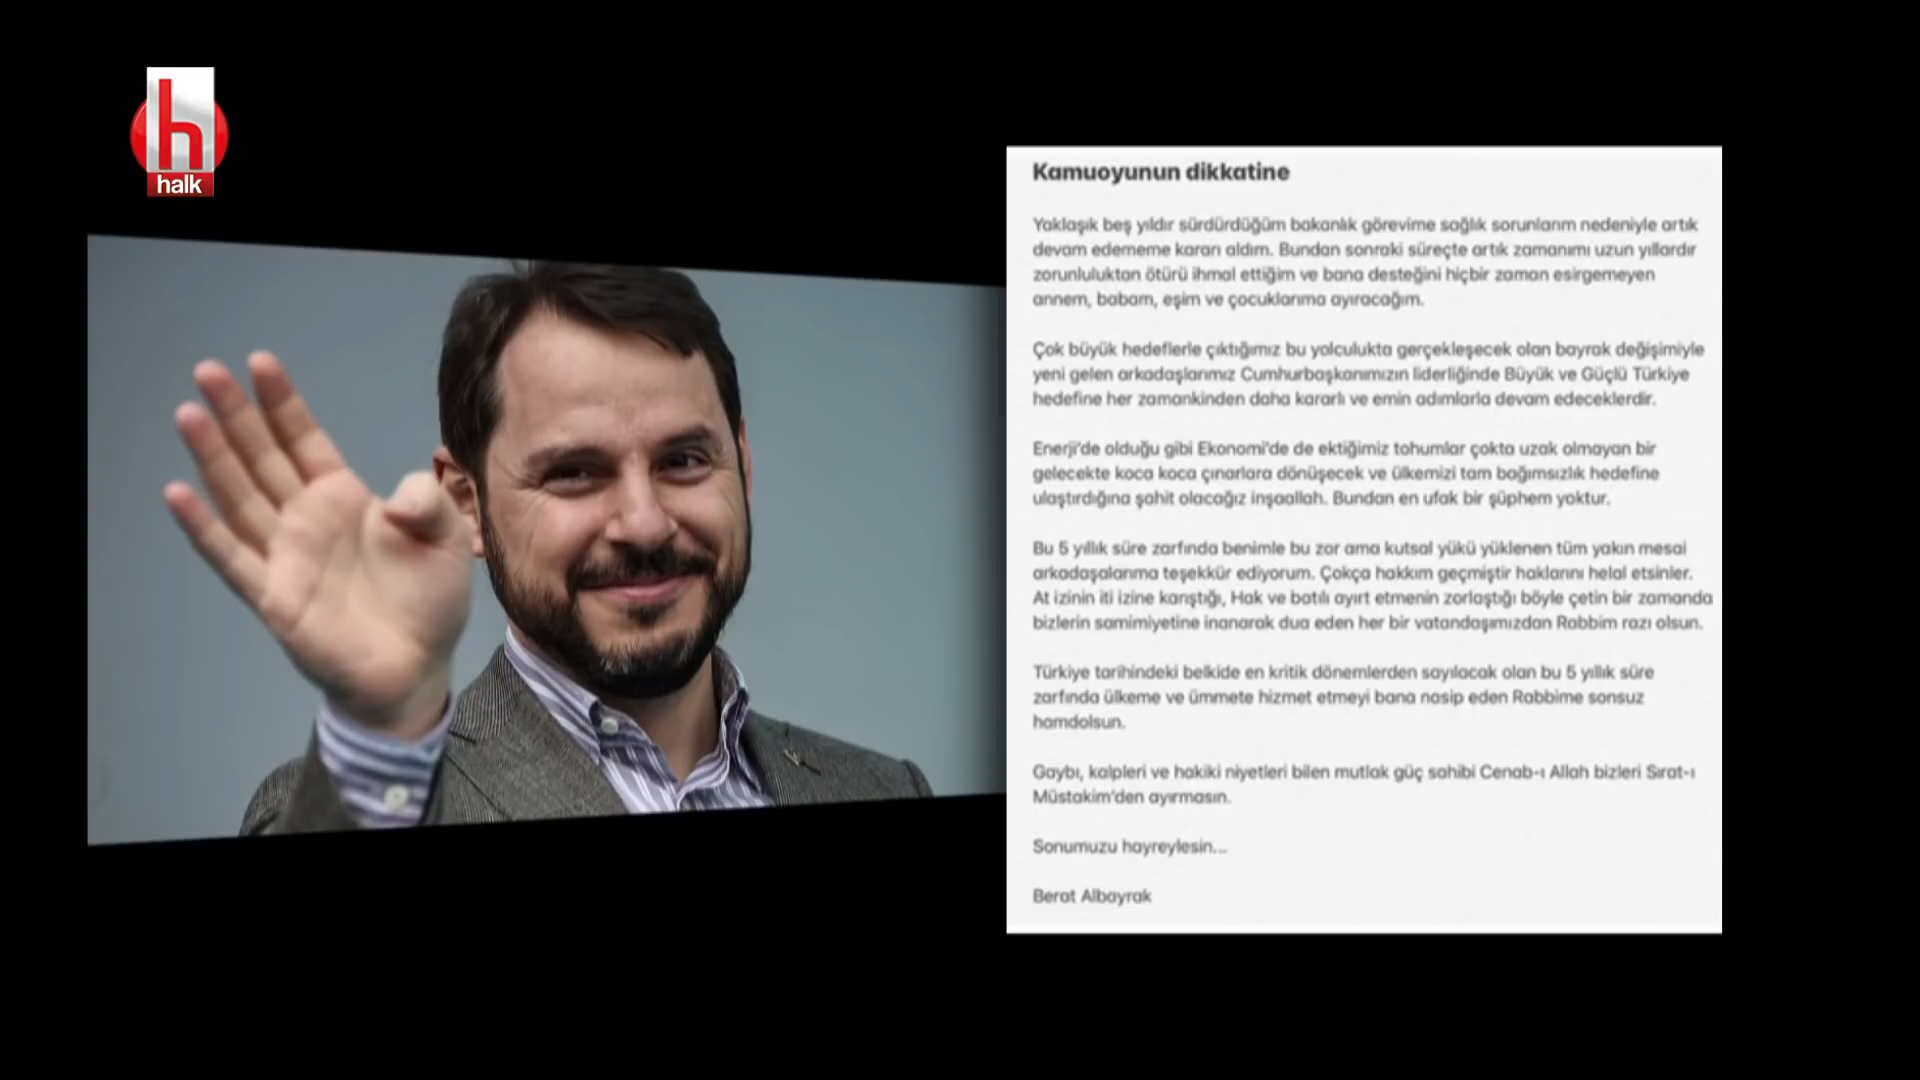 h
halk
Kamuoyunun dikkatine
Yaklaşık beş yıldır sürdürdüğüm bakanlık görevime sağlık sorunlarım nedeniyle artık
devam edememe kararı aldım. Bundan sonraki süreçte artık zamanımı uzun yıllardır
zorunluluktan ötürü ihmal ettiğim ve bana desteğini hiçbir zaman esirgemeyen
annem, babam, eşim ve çocuklarıma ayıracağım.
Çok büyük hedeflerle çıktığımız bu yolculukta gerçekleşecek olan bayrak değişimiyle
yeni gelen arkadaşlarımız Cumhurbaşkanımızın liderliğinde Büyük ve Güçlü Türkiye
hedefine her zamankinden daha kararlı ve emin adımlarla devam edeceklerdir.
Enerji'de olduğu gibi Ekonomi'de de ektiğimiz tohumlar çokta uzak olmayan bir
gelecekte koca koca çınarlara dönüşecek ve ülkemizi tam bağımsızlık hedefine
ulaştırdığına şahit olacağız inşaallah. Bundan en ufak bir şüphem yoktur.
Bu 5 yıllık süre zarfında benimle bu zor ama kutsal yükü yüklenen tüm yakın mesai
arkadaşalarıma teşekkür ediyorum. Çokça hakkım geçmiştir haklarını helal etsinler.
At izinin iti izine karıştığı, Hak ve batılı ayırt etmenin zorlaştığı böyle çetin bir zamanda
bizlerin samimiyetine inanarak dua eden her bir vatandaşımızdan Rabbim razı olsun.
Türkiye tarihindeki belkide en kritik dönemlerden sayılacak olan bu 5 yıllık süre
zarfında ülkeme ve ümmete hizmet etmeyi bana nasip eden Rabbime sonsuz
hamdolsun.
Gaybı, kalpleri ve hakiki niyetleri bilen mutlak güç sahibi Cenab-ı Allah bizleri Sırat-ı
Müstakim'den ayırmasın.
Sonumuzu hayreylesin...
Berat Albayrak